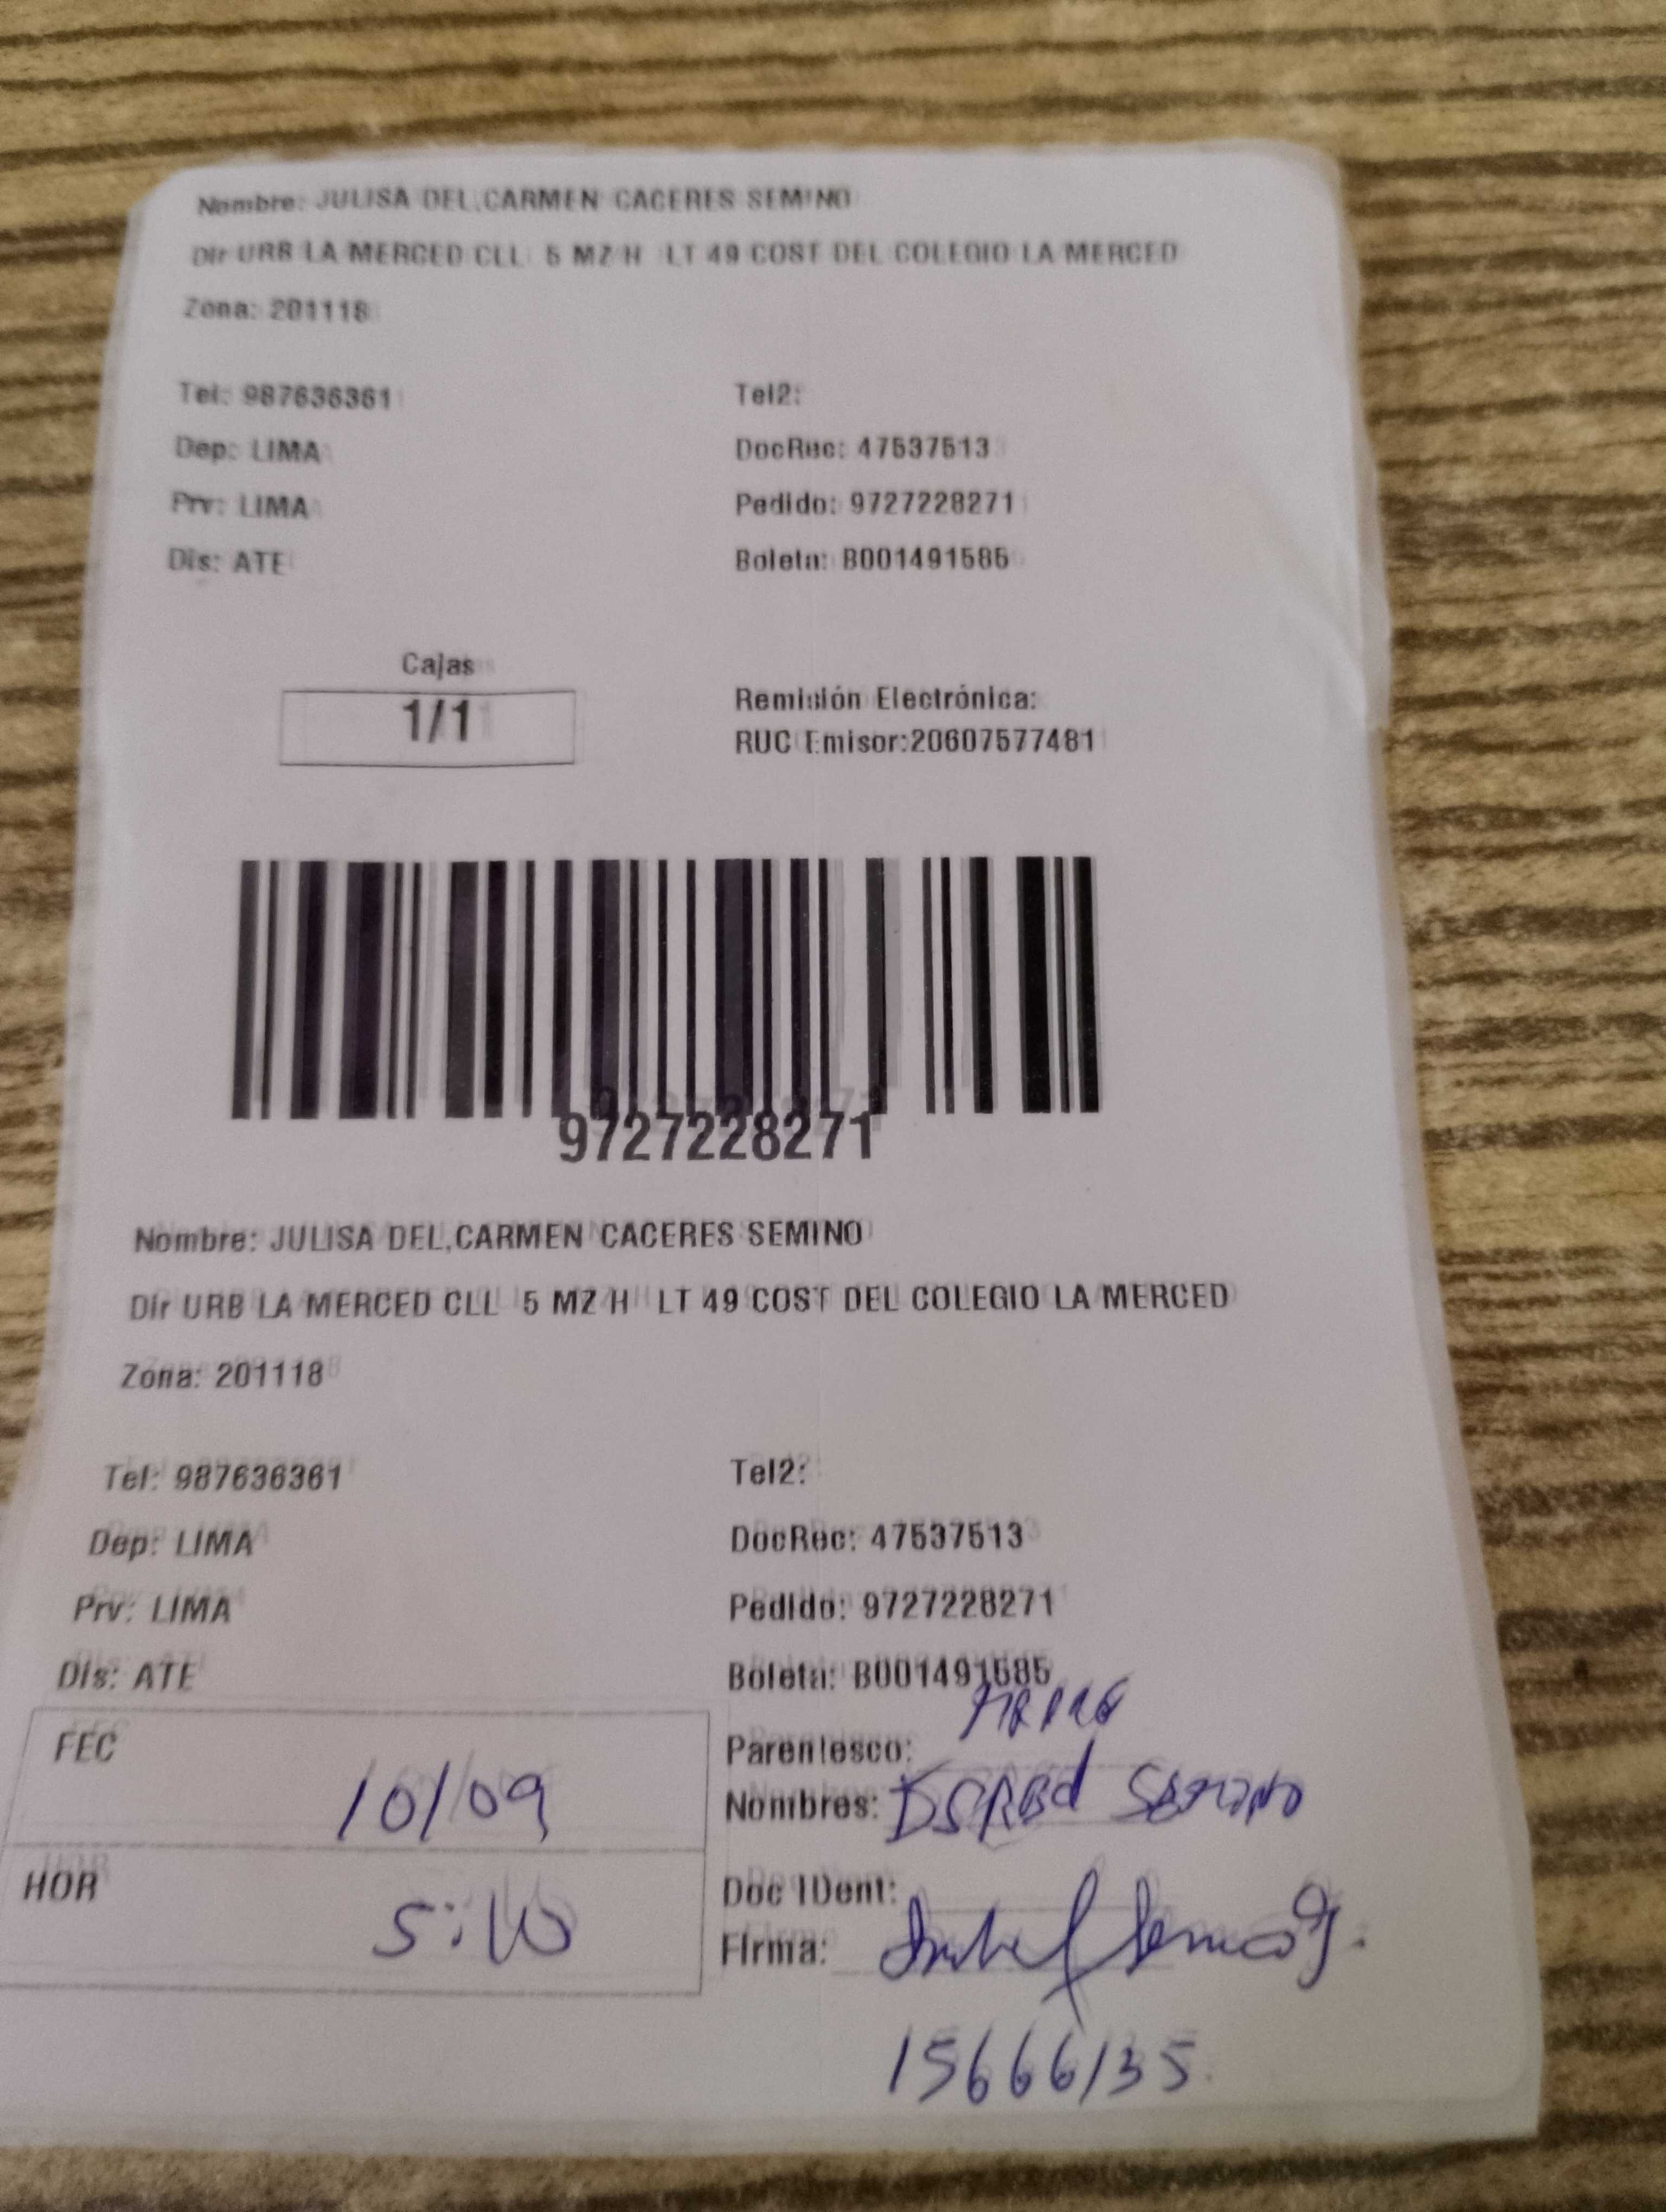 Nombre: JULISA DEL,CARMEN CACERES SEMINO
Dir URB LA MERCED CLL 5 MZ H LT 49 COST DEL COLEGIO LA MERCED
Zona: 201118
Tel: 987636361 Tel2:
Dep: LIMA DocRec: 47537513
Prv: LIMA Pedido: 9727228271
Dis: ATE Boleta: B001491585
Cajas
1/1
Remisión Electrónica:
RUC Emisor:20607577481
9727228271
Nombre: JULISA DEL,CARMEN CACERES SEMINO
Dir URB LA MERCED CLL 5 MZ H LT 49 COST DEL COLEGIO LA MERCED
Zona: 201118
Tel: 987636361 Tel2:
Dep: LIMA DocRec: 47537513
Prv: LIMA Pedido: 9727228271
Dis: ATE Boleta: B001491585
FEC 10/09
HOR
Parentesco:
Nombres: Semino
Doc IDent:
Firma:
15666135